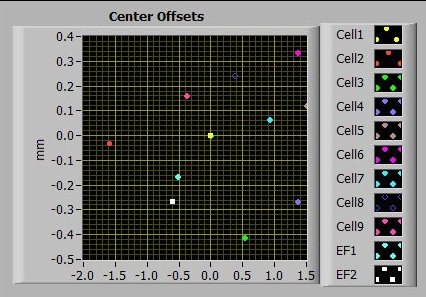 Center Offsets
0.4
0.3
0.2
0.1
0.0
-0.1
-0.2
-0.3
-0.4
-0.5
mm
-2.0 -1.5 -1.0 -0.5 0.0 0.5 1.0 1.5
Cell1
Cell2
Cell3
Cell4
Cell5
Cell6
Cell7
Cell8
Cell9
EF1
EF2